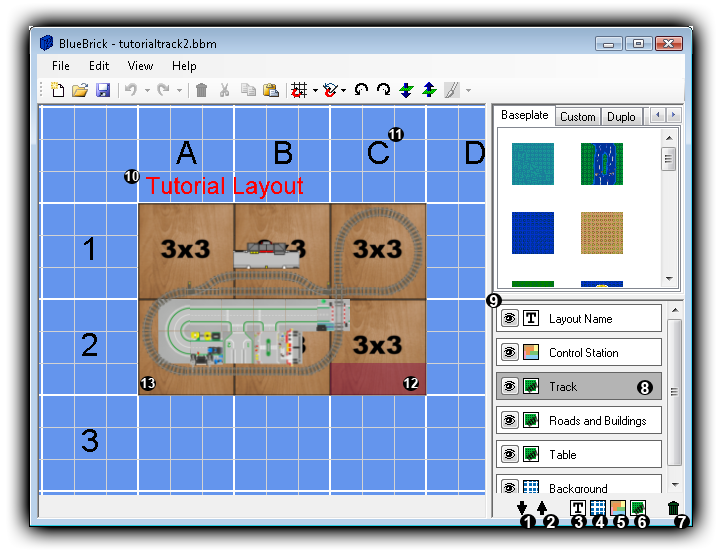 BlueBrick - tutorialtrack2.bbm
File Edit View Help
Baseplate Custom Duplo
A B C 11 D
10 Tutorial Layout
1 3x3 3 3x3
9
T Layout Name
Control Station
2 3 3x3
Track 8
13 12
Roads and Buildings
3
Table
Background
T
1 2 3 4 5 6 7